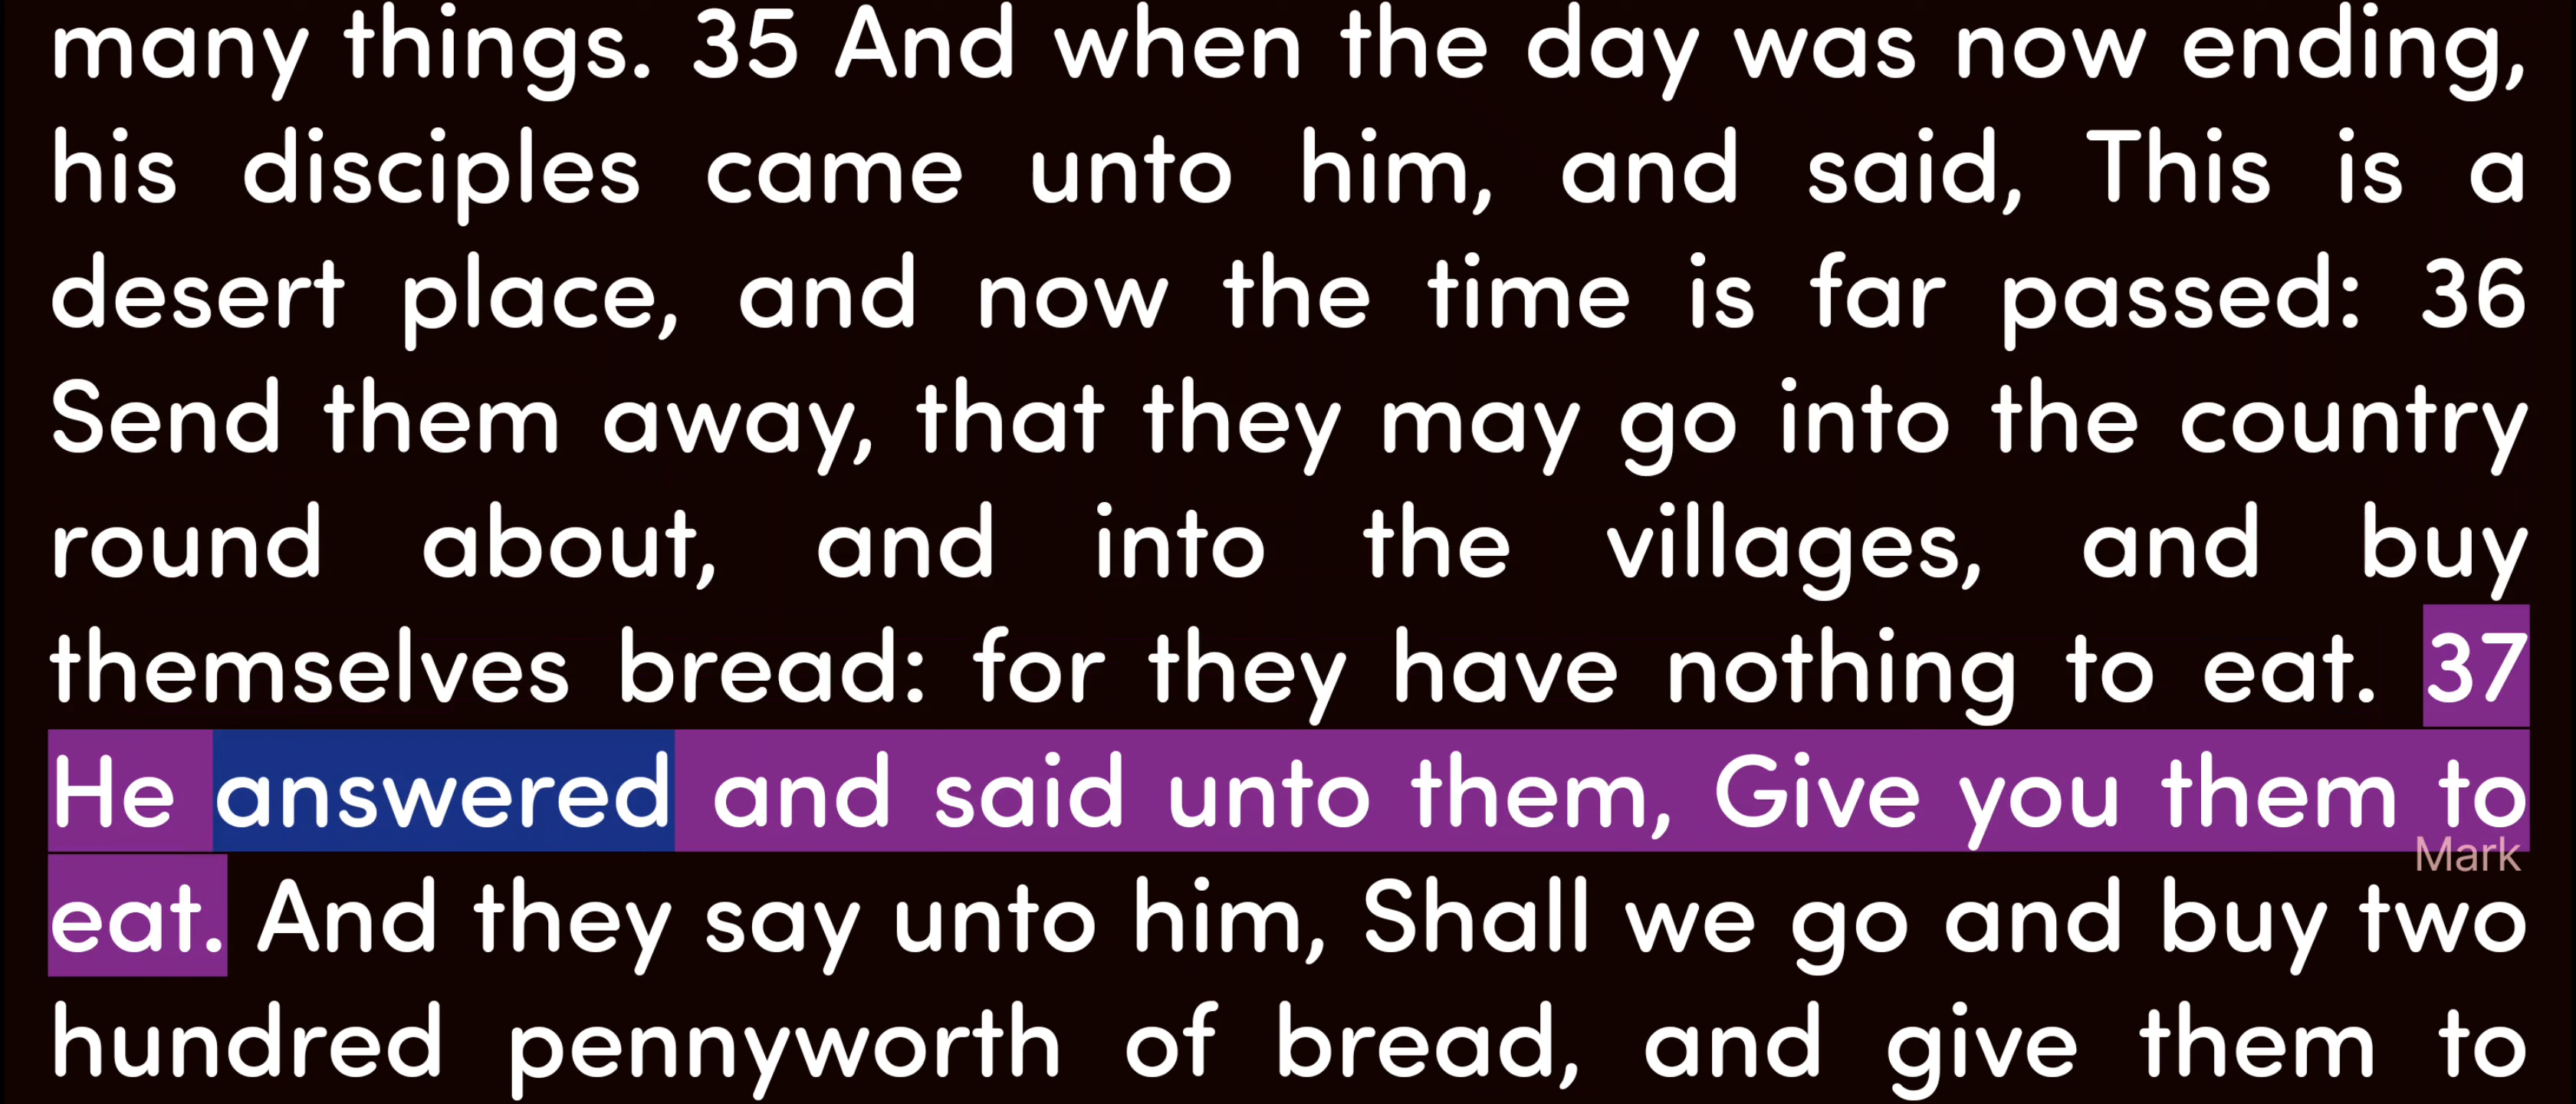 many things. 35 And when the day was now ending,
his disciples came unto him, and said, This is a
desert place, and now the time is far passed: 36
Send them away, that they may go into the country
round about, and into the villages, and buy
themselves bread: for they have nothing to eat. 37
He answered and said unto them, Give you them to
Mark
eat. And they say unto him, Shall we go and buy two
hundred pennyworth of bread, and give them to